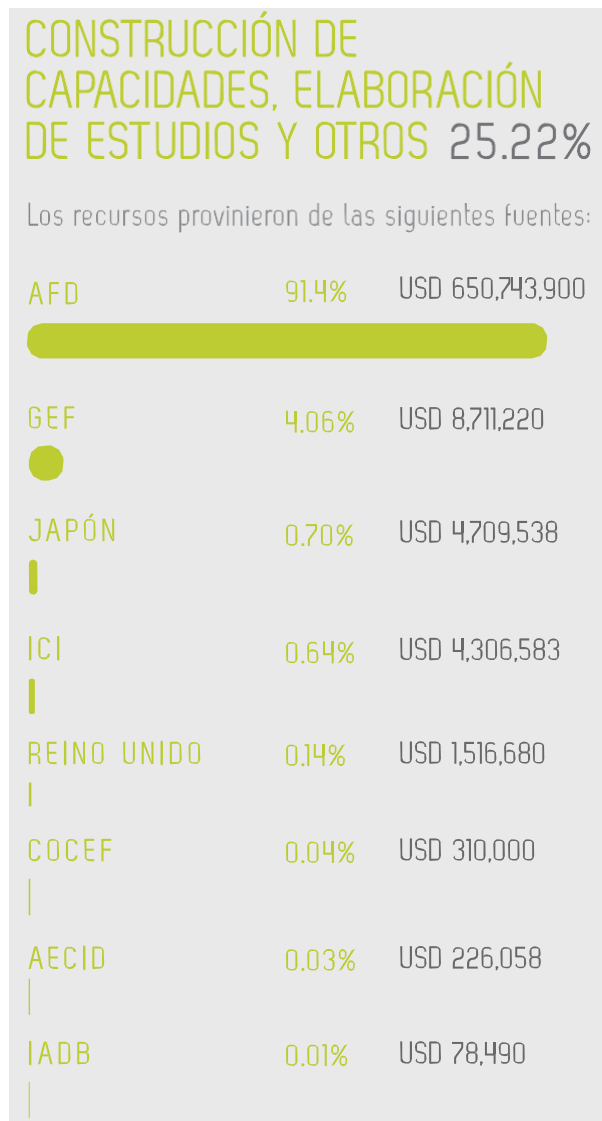 CONSTRUCCIÓN DE
CAPACIDADES, ELABORACIÓN
DE ESTUDIOS Y OTROS 25.22%
Los recursos provinieron de las siguientes fuentes:
AFD 91.4% USD 650,743,900
GEF 4.06% USD 8,711,220
JAPÓN 0.70% USD 4,709,538
ICI 0.64% USD 4,306,583
REINO UNIDO 0.14% USD 1,516,680
COCEF 0.04% USD 310,000
AECID 0.03% USD 226,058
IADB 0.01% USD 78,490